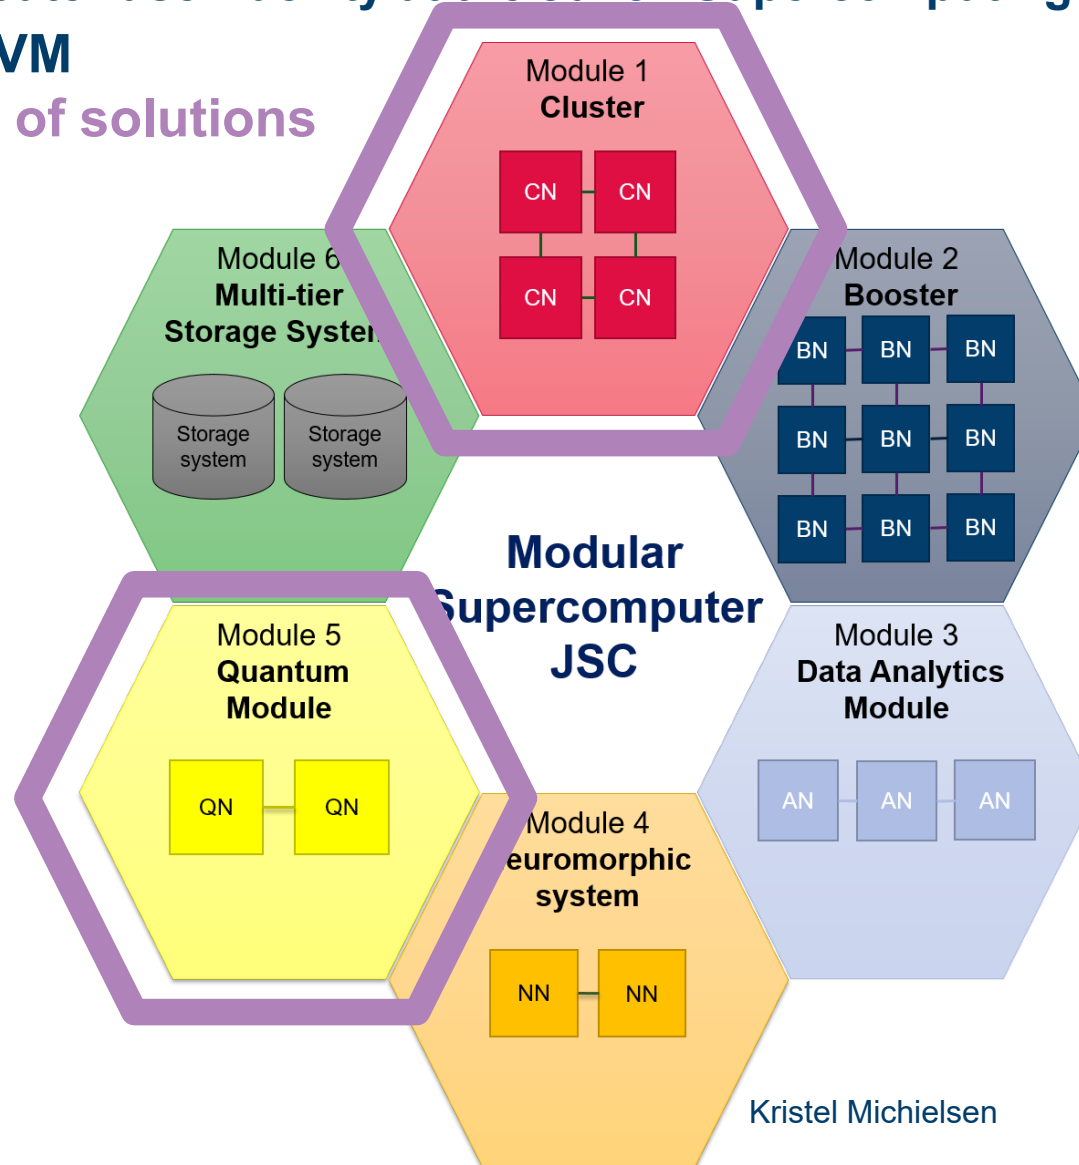 VM
of solutions
Module 1
Cluster
CN CN
CN CN
Module 6
Multi-tier
Storage System
Storage
system
Storage
system
Module 2
Booster
BN BN BN
BN BN BN
BN BN BN
Modular
Supercomputer
JSC
Module 5
Quantum
Module
QN QN
Module 3
Data Analytics
Module
AN AN AN
Module 4
euromorphic
system
NN NN
Kristel Michielsen